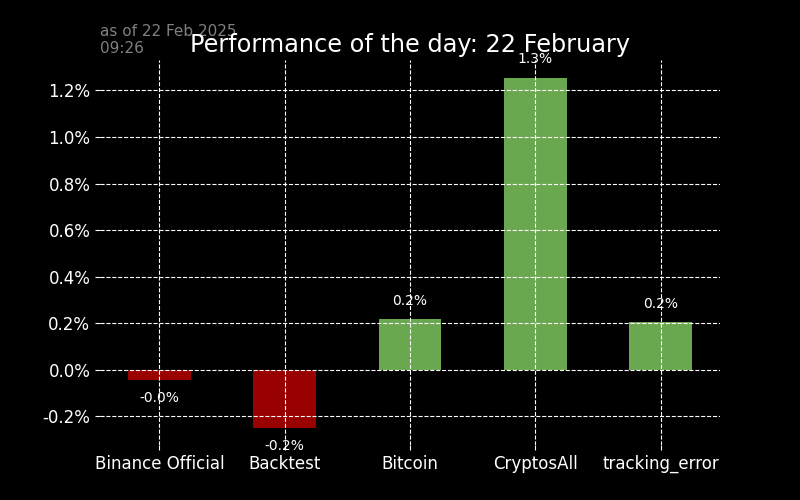 as of 22 Feb 2025
09:26
Performance of the day: 22 February
1.3%
1.2%
1.0%
0.8%
0.6%
0.4%
0.2%
0.2%
0.2%
0.0%
-0.0%
-0.2%
-0.2%
Binance Official
Backtest
Bitcoin
CryptosAll
tracking_error